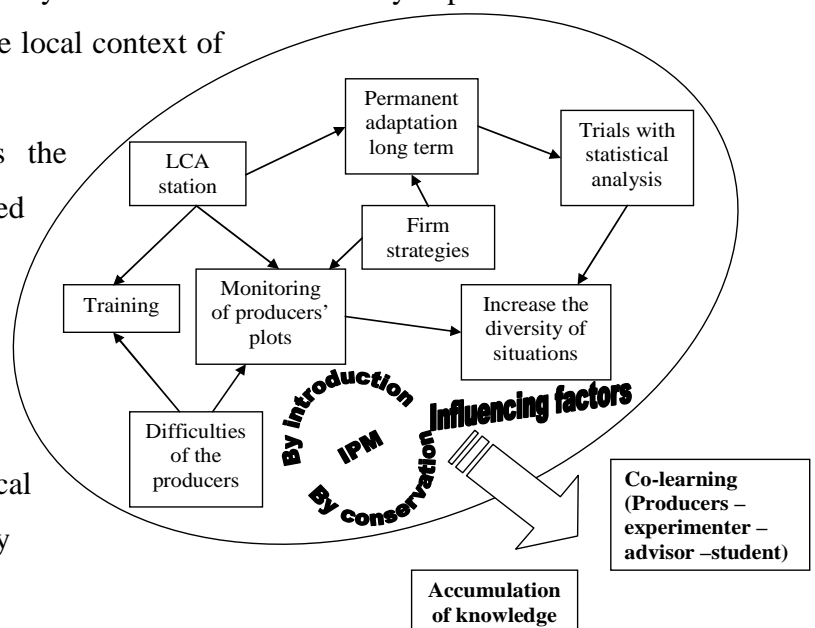 e local context of
s the
ed
cal
y
Permanent
adaptation
long term
Trials with
statistical
analysis
LCA
station
Firm
strategies
Training
Monitoring
of producers’
plots
Increase the
diversity of
situations
Difficulties
of the
producers
By introduction
IPM
By conservation
Influencing factors
Co-learning
(Producers –
experimenter –
advisor –student)
Accumulation
of knowledge